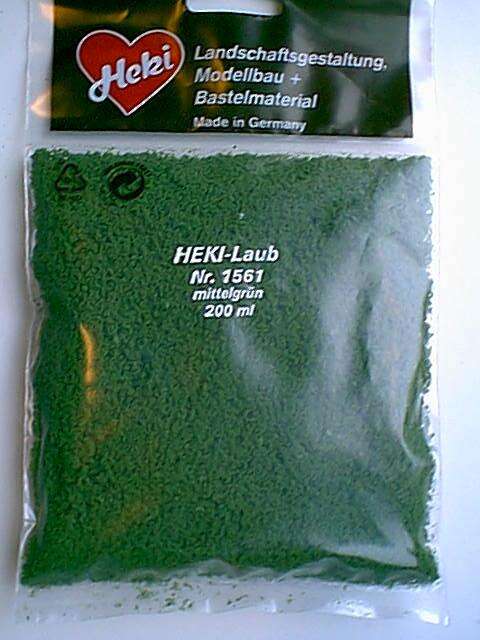 Heki
Landschaftsgestaltung,
Modellbau +
Bastelmaterial
Made in Germany
HEKI-Laub
Nr. 1561
mittelgrün
200 ml